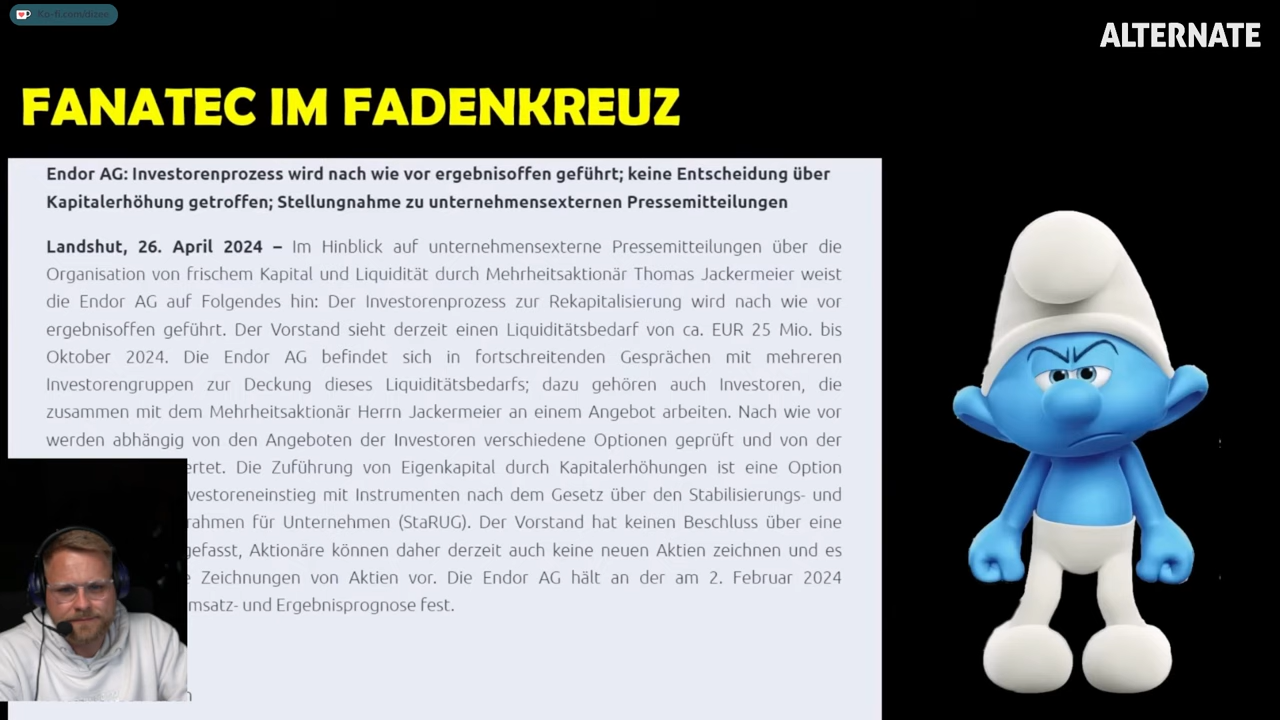 Ko-fi.com/dizee
ALTERNATE
FANATEC IM FADENKREUZ
Endor AG: Investorenprozess wird nach wie vor ergebnisoffen geführt; keine Entscheidung über
Kapitalerhöhung getroffen; Stellungnahme zu unternehmensexternen Pressemitteilungen
Landshut, 26. April 2024 – Im Hinblick auf unternehmensexterne Pressemitteilungen über die
Organisation von frischem Kapital und Liquidität durch Mehrheitsaktionär Thomas Jackermeier weist
die Endor AG auf Folgendes hin: Der Investorenprozess zur Rekapitalisierung wird nach wie vor
ergebnisoffen geführt. Der Vorstand sieht derzeit einen Liquiditätsbedarf von ca. EUR 25 Mio. bis
Oktober 2024. Die Endor AG befindet sich in fortschreitenden Gesprächen mit mehreren
Investorengruppen zur Deckung dieses Liquiditätsbedarfs; dazu gehören auch Investoren, die
zusammen mit dem Mehrheitsaktionär Herrn Jackermeier an einem Angebot arbeiten. Nach wie vor
werden abhängig von den Angeboten der Investoren verschiedene Optionen geprüft und von der
ertet. Die Zuführung von Eigenkapital durch Kapitalerhöhungen ist eine Option
vestoreneinstieg mit Instrumenten nach dem Gesetz über den Stabilisierungs- und
rahmen für Unternehmen (StaRUG). Der Vorstand hat keinen Beschluss über eine
gefasst, Aktionäre können daher derzeit auch keine neuen Aktien zeichnen und es
e Zeichnungen von Aktien vor. Die Endor AG hält an der am 2. Februar 2024
msatz- und Ergebnisprognose fest.